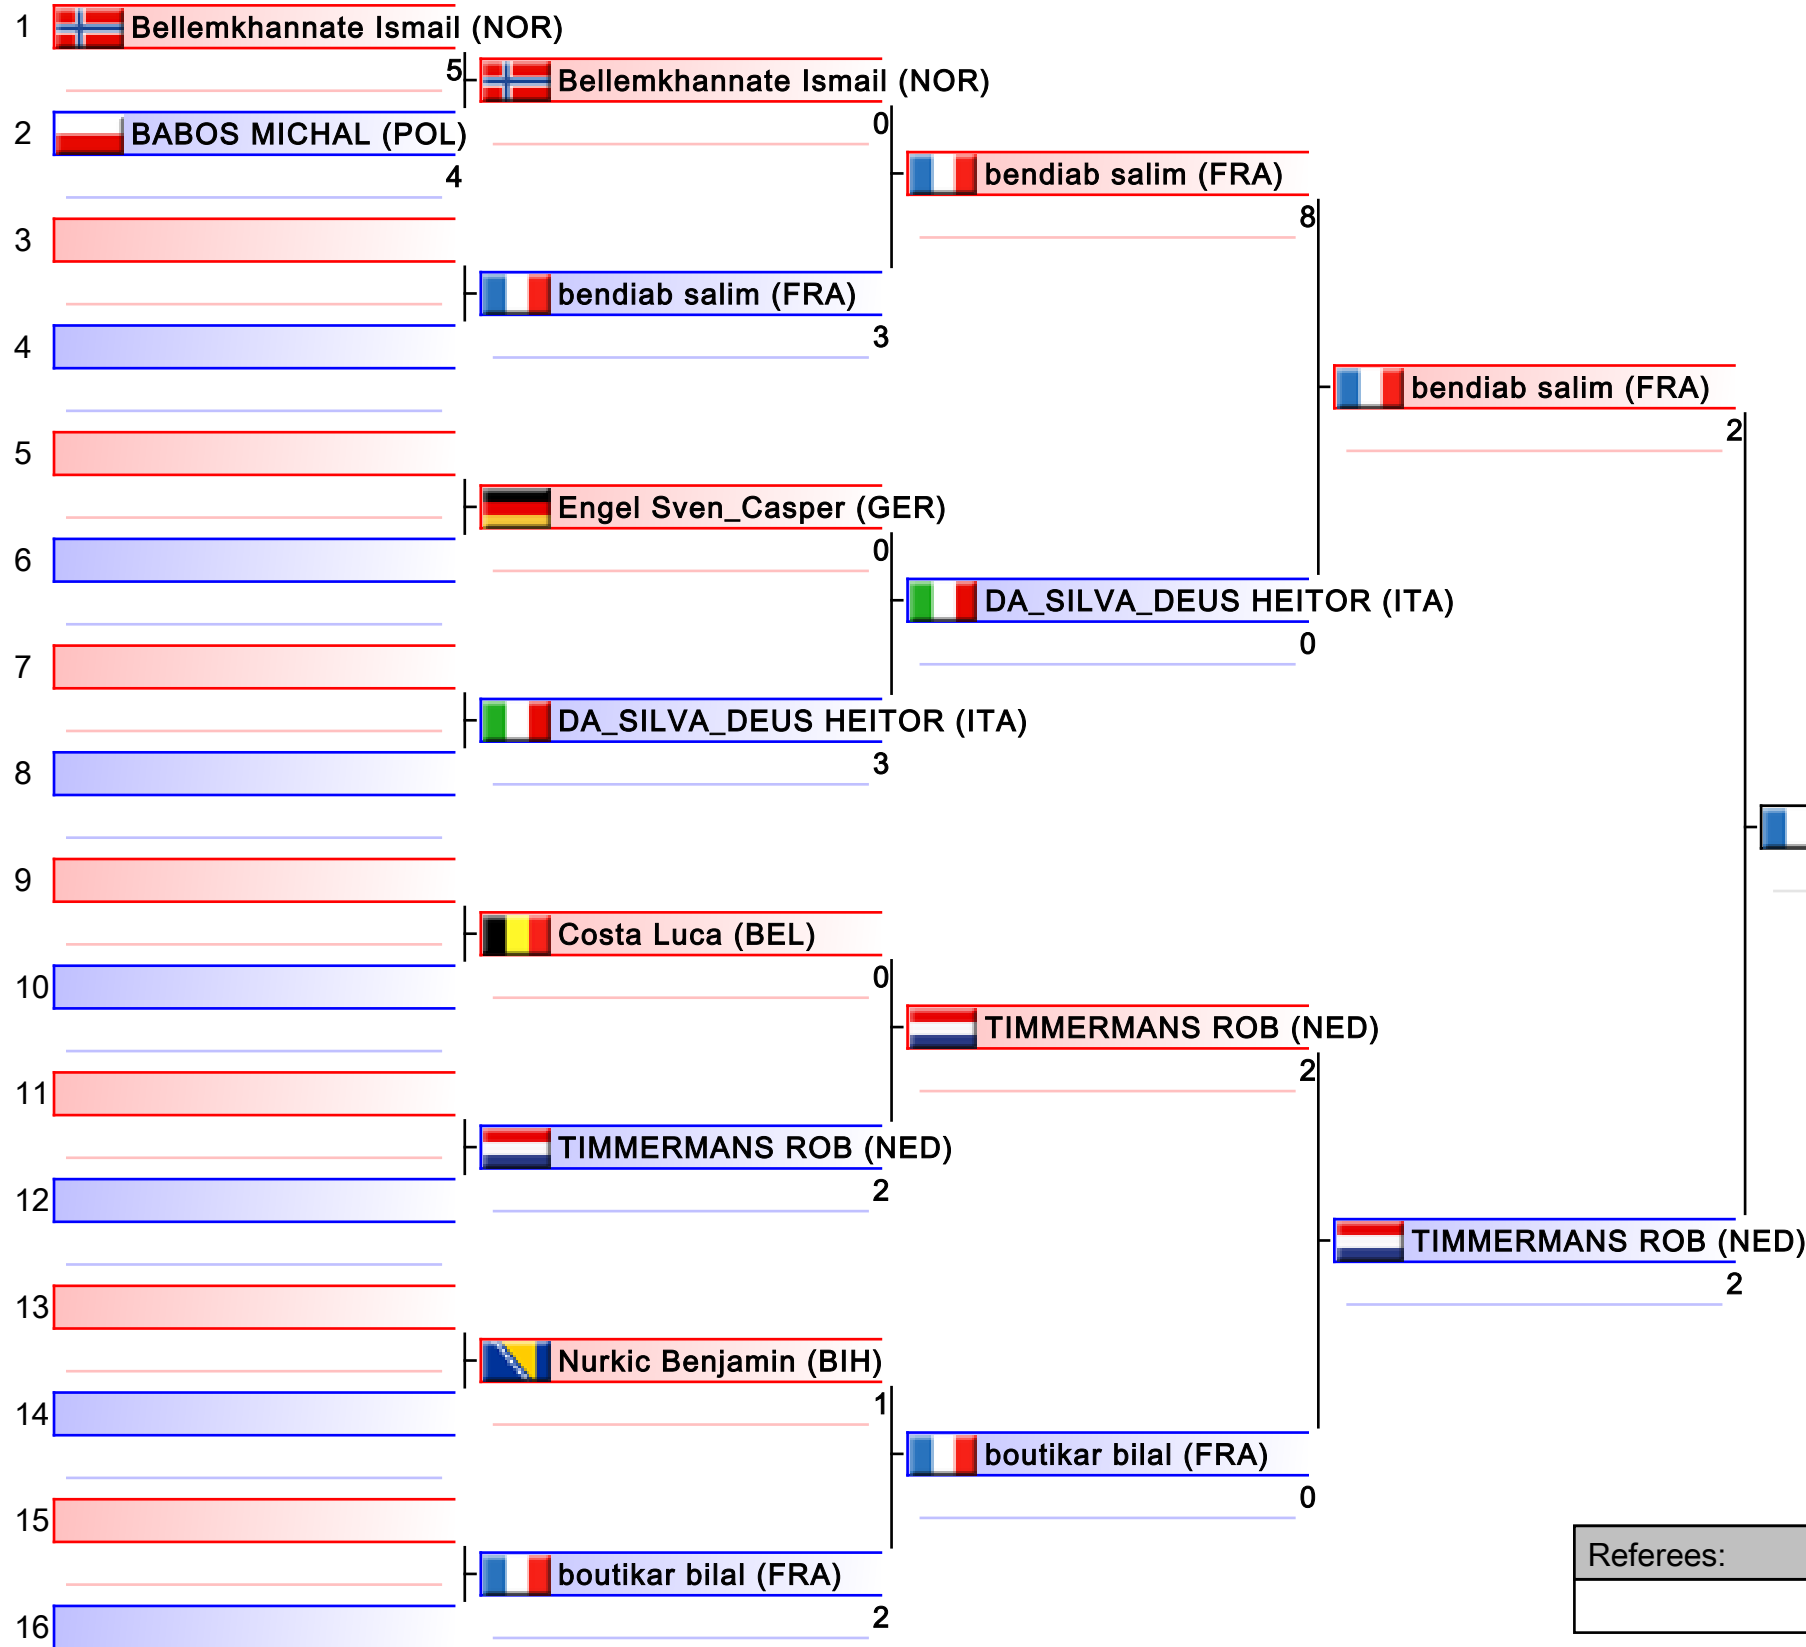 1 Bellemkhannate Ismail (NOR)
5
2 BABOS MICHAL (POL)
4
3
4
5
6
7
8
9
10
11
12
13
14
15
16
Bellemkhannate Ismail (NOR)
0
bendiab salim (FRA)
3
Engel Sven_Casper (GER)
0
DA_SILVA_DEUS HEITOR (ITA)
3
Costa Luca (BEL)
0
TIMMERMANS ROB (NED)
2
Nurkic Benjamin (BIH)
1
boutikar bilal (FRA)
2
bendiab salim (FRA)
8
DA_SILVA_DEUS HEITOR (ITA)
0
TIMMERMANS ROB (NED)
2
boutikar bilal (FRA)
0
bendiab salim (FRA)
2
TIMMERMANS ROB (NED)
2
Referees: